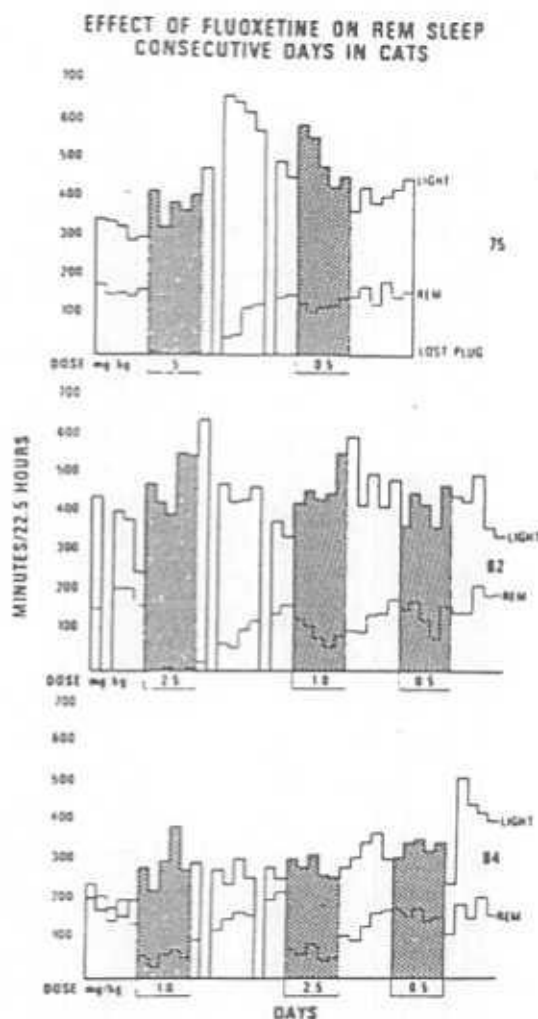 EFFECT OF FLUOXETINE ON REM SLEEP
CONSECUTIVE DAYS IN CATS
MINUTES/22.5 HOURS
700
600
500
400
300
200
100
LIGHT
75
REM
LOST PLUG
DOSE mg/kg 5 0.5
700
600
500
400
300
200
100
LIGHT
82
REM
DOSE mg/kg 2.5 1.0 0.5
700
600
500
400
300
200
100
LIGHT
84
REM
DOSE mg/kg 1.0 2.5 0.5
DAYS